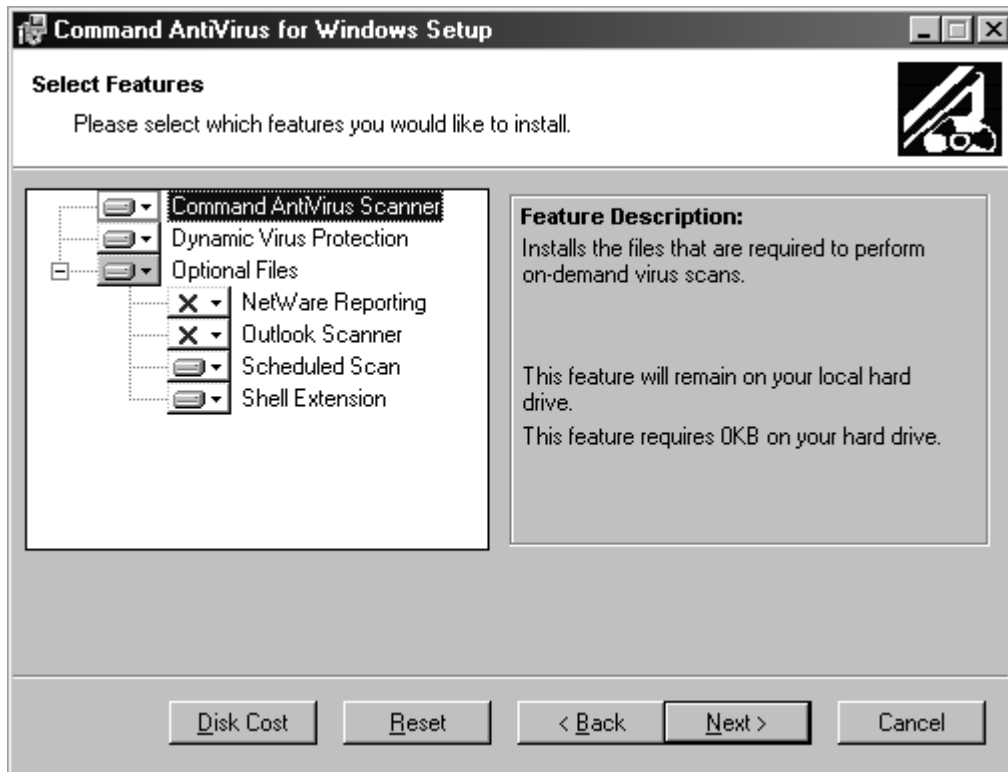 Command AntiVirus for Windows Setup
Select Features
Please select which features you would like to install.
Command AntiVirus Scanner
Dynamic Virus Protection
Optional Files
NetWare Reporting
Outlook Scanner
Scheduled Scan
Shell Extension
Feature Description:
Installs the files that are required to perform
on-demand virus scans.
This feature will remain on your local hard
drive.
This feature requires 0KB on your hard drive.
Disk Cost
Reset
< Back
Next >
Cancel